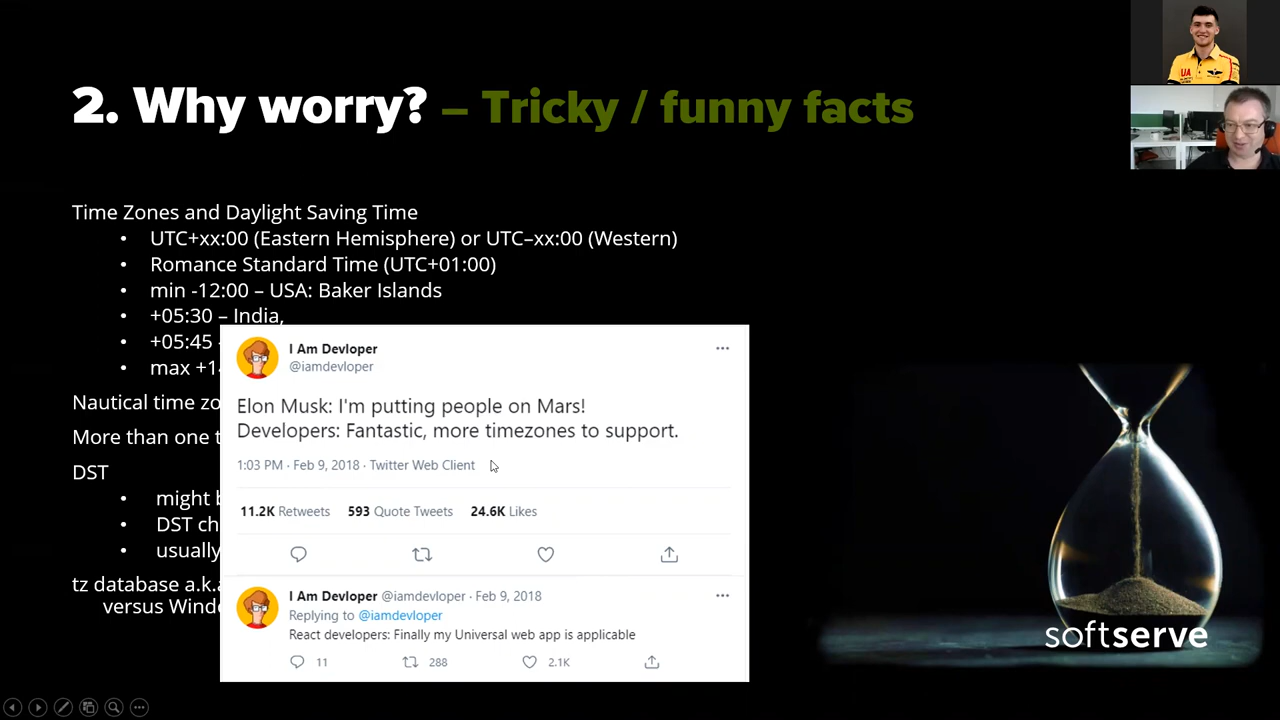 2. Why worry? – Tricky / funny facts
UA
Time Zones and Daylight Saving Time
• UTC+xx:00 (Eastern Hemisphere) or UTC–xx:00 (Western)
• Romance Standard Time (UTC+01:00)
• min -12:00 – USA: Baker Islands
• +05:30 – India,
• +05:45
• max +1
Nautical time zo
More than one t
DST
• might b
• DST ch
• usually
tz database a.k.a
versus Windo
I Am Devloper
@iamdevloper
Elon Musk: I'm putting people on Mars!
Developers: Fantastic, more timezones to support.
1:03 PM · Feb 9, 2018 · Twitter Web Client
11.2K Retweets 593 Quote Tweets 24.6K Likes
I Am Devloper @iamdevloper · Feb 9, 2018
Replying to @iamdevloper
React developers: Finally my Universal web app is applicable
11 288 2.1K
softserve